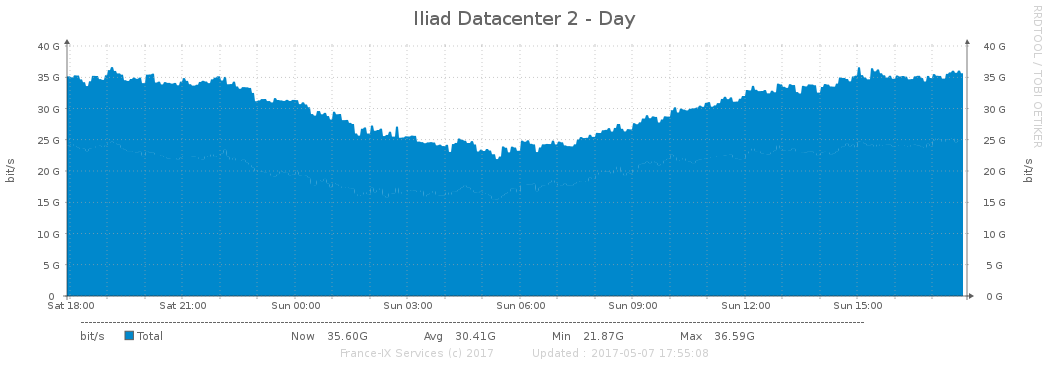 Iliad Datacenter 2 - Day
RRDTOOL / TOBI OETIKER
40 G 40 G
35 G 35 G
30 G 30 G
25 G 25 G
20 G 20 G
15 G 15 G
10 G 10 G
5 G 5 G
0 0 G
bit/s bit/s
Sat 18:00 Sat 21:00 Sun 00:00 Sun 03:00 Sun 06:00 Sun 09:00 Sun 12:00 Sun 15:00
bit/s Total Now 35.60G Avg 30.41G Min 21.87G Max 36.59G
France-IX Services (c) 2017 Updated : 2017-05-07 17:55:08